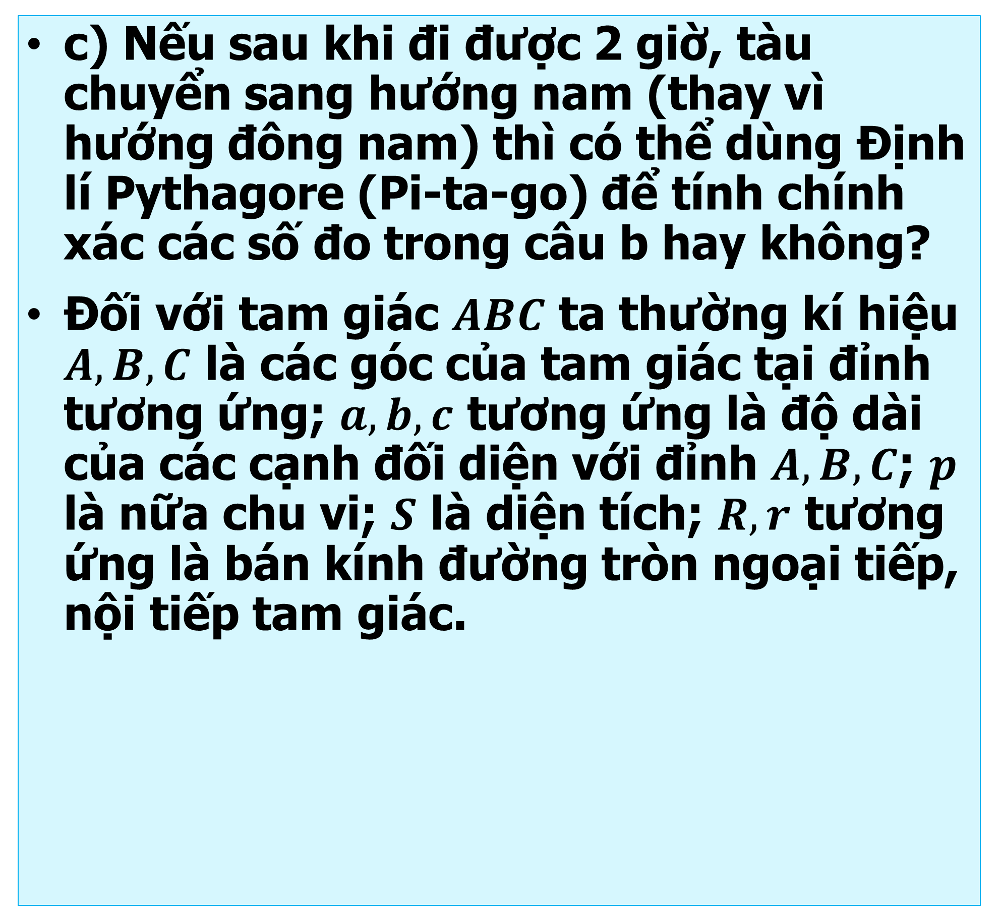 • c) Nếu sau khi đi được 2 giờ, tàu
chuyển sang hướng nam (thay vì
hướng đông nam) thì có thể dùng Định
lí Pythagore (Pi-ta-go) để tính chính
xác các số đo trong câu b hay không?
• Đối với tam giác ABC ta thường kí hiệu
A, B, C là các góc của tam giác tại đỉnh
tương ứng; a, b, c tương ứng là độ dài
của các cạnh đối diện với đỉnh A, B, C; p
là nữa chu vi; S là diện tích; R, r tương
ứng là bán kính đường tròn ngoại tiếp,
nội tiếp tam giác.